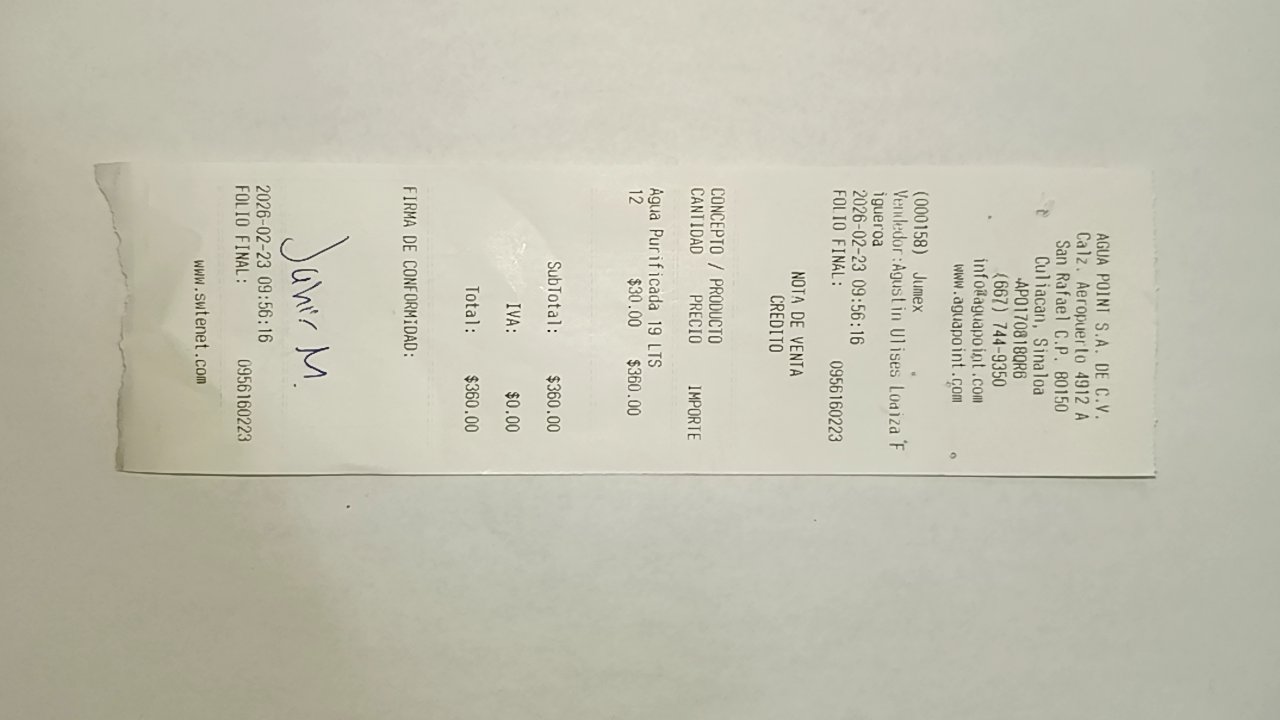 AGUA POINT S.A. DE C.V.
Calz. Aeropuerto 4912 A
San Rafael C.P. 80150
Culiacan, Sinaloa
APO170818QR6
(667) 744-9350
info@aguapoint.com
www.aguapoint.com
(000158) Jumex
Vendedor:Agustin Ulises Loaiza F
igueroa
2026-02-23 09:56:16
FOLIO FINAL: 0956160223
NOTA DE VENTA
CREDITO
CONCEPTO / PRODUCTO
CANTIDAD PRECIO IMPORTE
Agua Purificada 19 LTS
12 $30.00 $360.00
SubTotal: $360.00
IVA: $0.00
Total: $360.00
FIRMA DE CONFORMIDAD:
Jahir M.
2026-02-23 09:56:16
FOLIO FINAL: 0956160223
www.swtenet.com